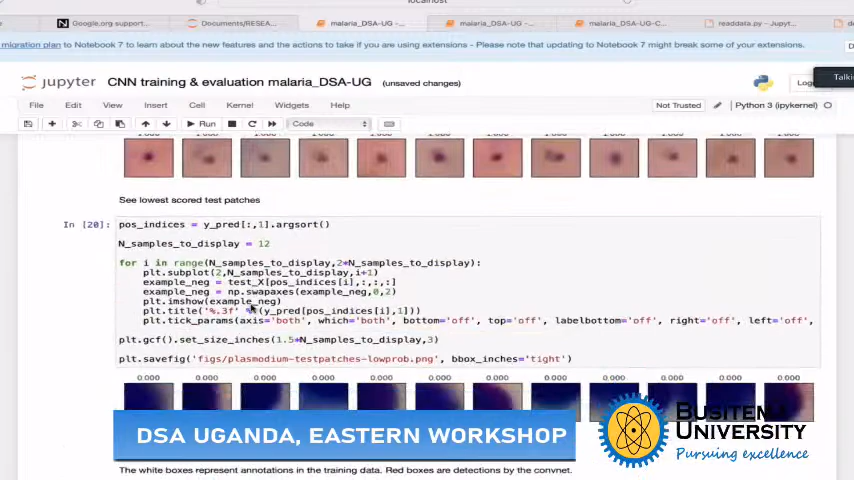 localhost
Google.org support...
Documents/RESEA...
malaria_DSA-UG -...
malaria_DSA-UG -...
malaria_DSA-UG-C...
readdata.py – Jupyt...
migration plan to Notebook 7 to learn about the new features and the actions to take if you are using extensions - Please note that updating to Notebook 7 might break some of your extensions.
jupyter CNN training & evaluation malaria_DSA-UG (unsaved changes)
Talki
File Edit View Insert Cell Kernel Widgets Help
Not Trusted
Python 3 (ipykernel)
Run
Code
See lowest scored test patches
In [20]:
pos_indices = y_pred[:,1].argsort()
N_samples_to_display = 12
for i in range(N_samples_to_display,2*N_samples_to_display):
plt.subplot(2,N_samples_to_display,i+1)
example_neg = test_X[pos_indices[i],:,:,:]
example_neg = np.swapaxes(example_neg,0,2)
plt.imshow(example_neg)
plt.title('%.3f' %(y_pred[pos_indices[i],1]))
plt.tick_params(axis='both', which='both', bottom='off', top='off', labelbottom='off', right='off', left='off',
plt.gcf().set_size_inches(1.5*N_samples_to_display,3)
plt.savefig('figs/plasmodium-testpatches-lowprob.png', bbox_inches='tight')
0.000 0.000 0.000 0.000 0.000 0.000 0.000 0.000 0.000 0.000 0.000 0.000
DSA UGANDA, EASTERN WORKSHOP
BUSITEMA
UNIVERSITY
Pursuing excellence
The white boxes represent annotations in the training data. Red boxes are detections by the convnet.